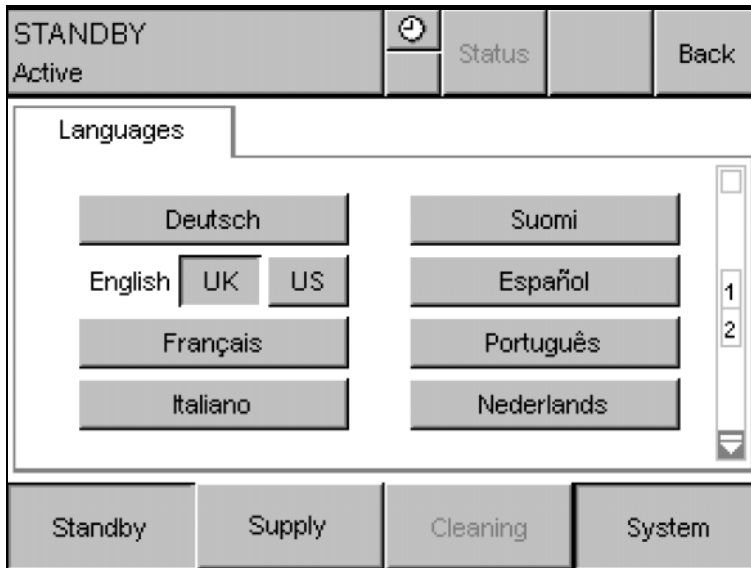 STANDBY
Active
Status
Back
Languages
Deutsch
Suomi
English UK US
Español
Français
Português
Italiano
Nederlands
1
2
Standby
Supply
Cleaning
System